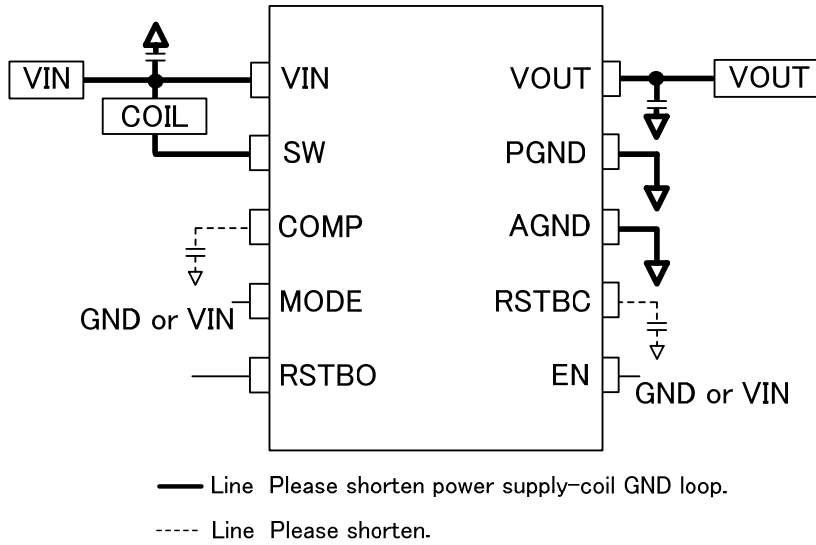 VIN
VIN
VOUT
VOUT
COIL
SW
PGND
COMP
AGND
GND or VIN
MODE
RSTBC
RSTBO
EN
GND or VIN
Line Please shorten power supply-coil GND loop.
Line Please shorten.